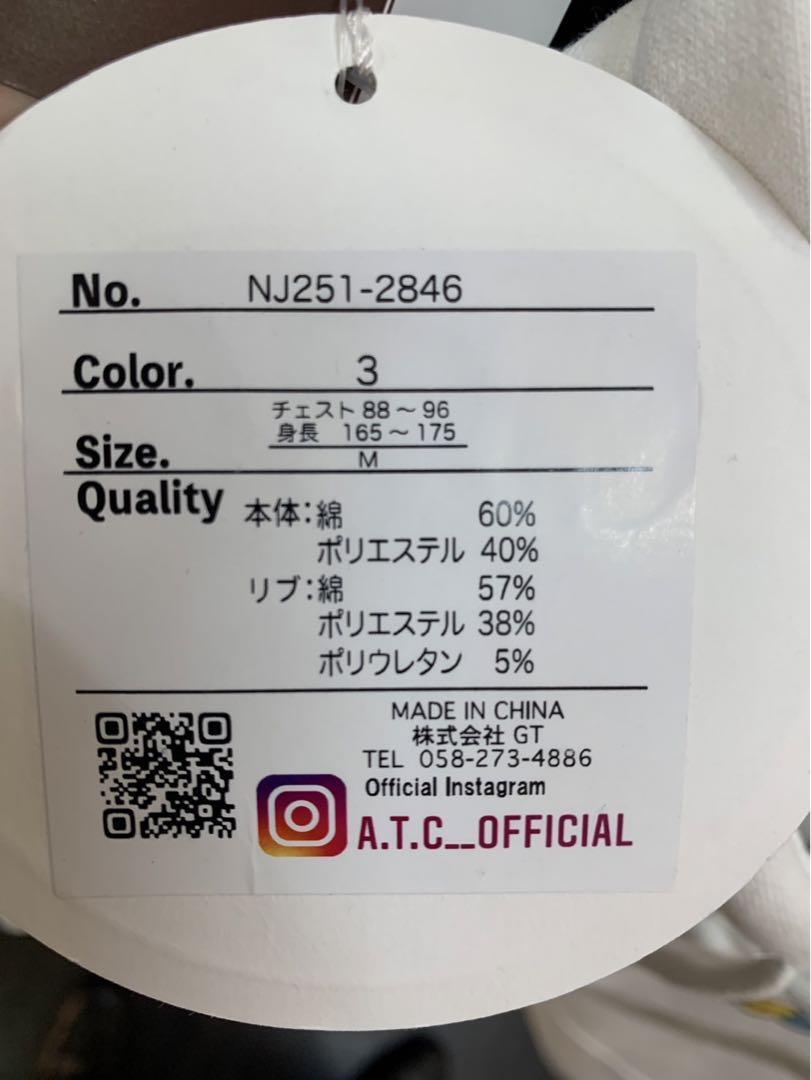 No. NJ251-2846
Color. 3
チェスト 88～96
身長 165～175
Size. M
Quality 本体：綿 60%
ポリエステル 40%
リブ：綿 57%
ポリエステル 38%
ポリウレタン 5%
MADE IN CHINA
株式会社 GT
TEL 058-273-4886
Official Instagram
A.T.C__OFFICIAL